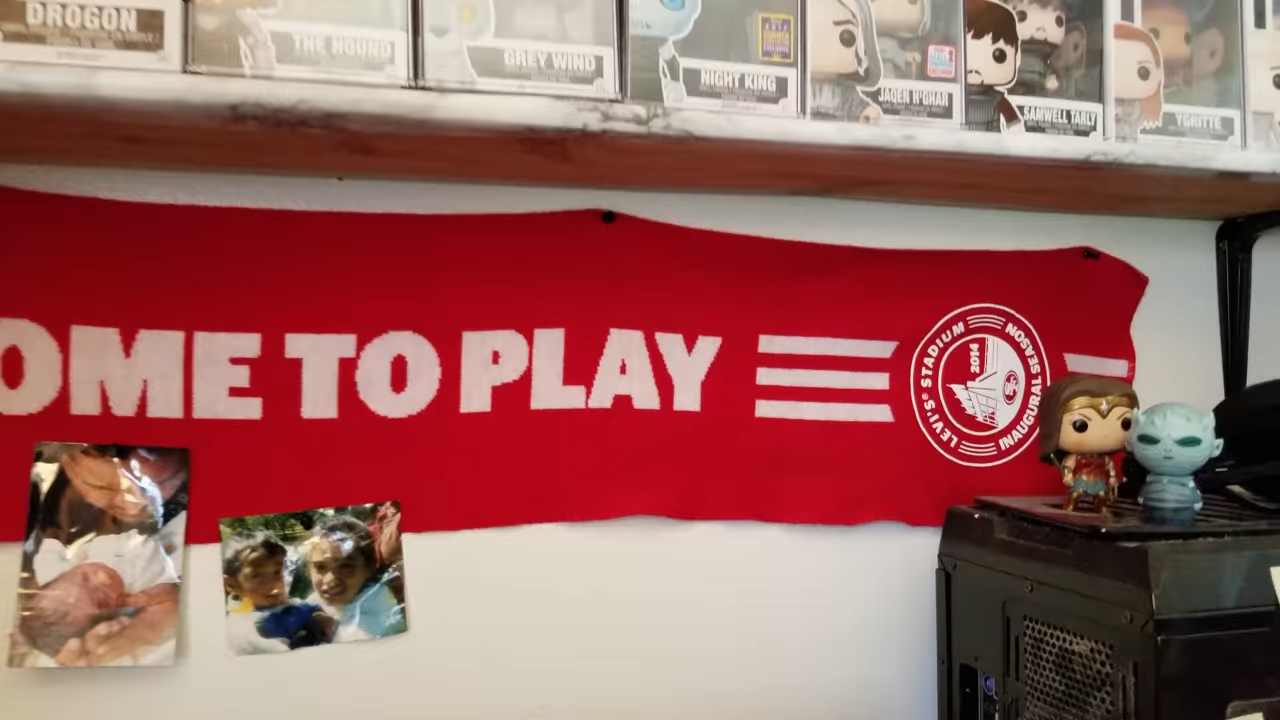 DROGON
THE HOUND
GREY WIND
NIGHT KING
JAQEN H'GHAR
SAMWELL TARLY
YGRITTE
OME TO PLAY
LEVI'S® STADIUM
INAUGURAL SEASON
2014
SF